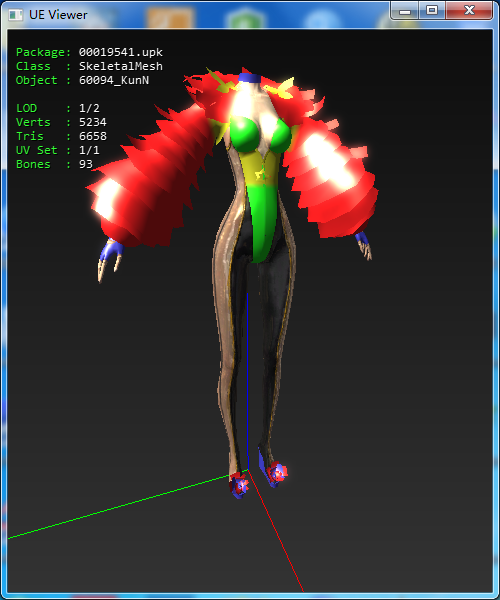 UE Viewer
Package: 00019541.upk
Class : SkeletalMesh
Object : 60094_KunN
LOD : 1/2
Verts : 5234
Tris : 6658
UV Set : 1/1
Bones : 93